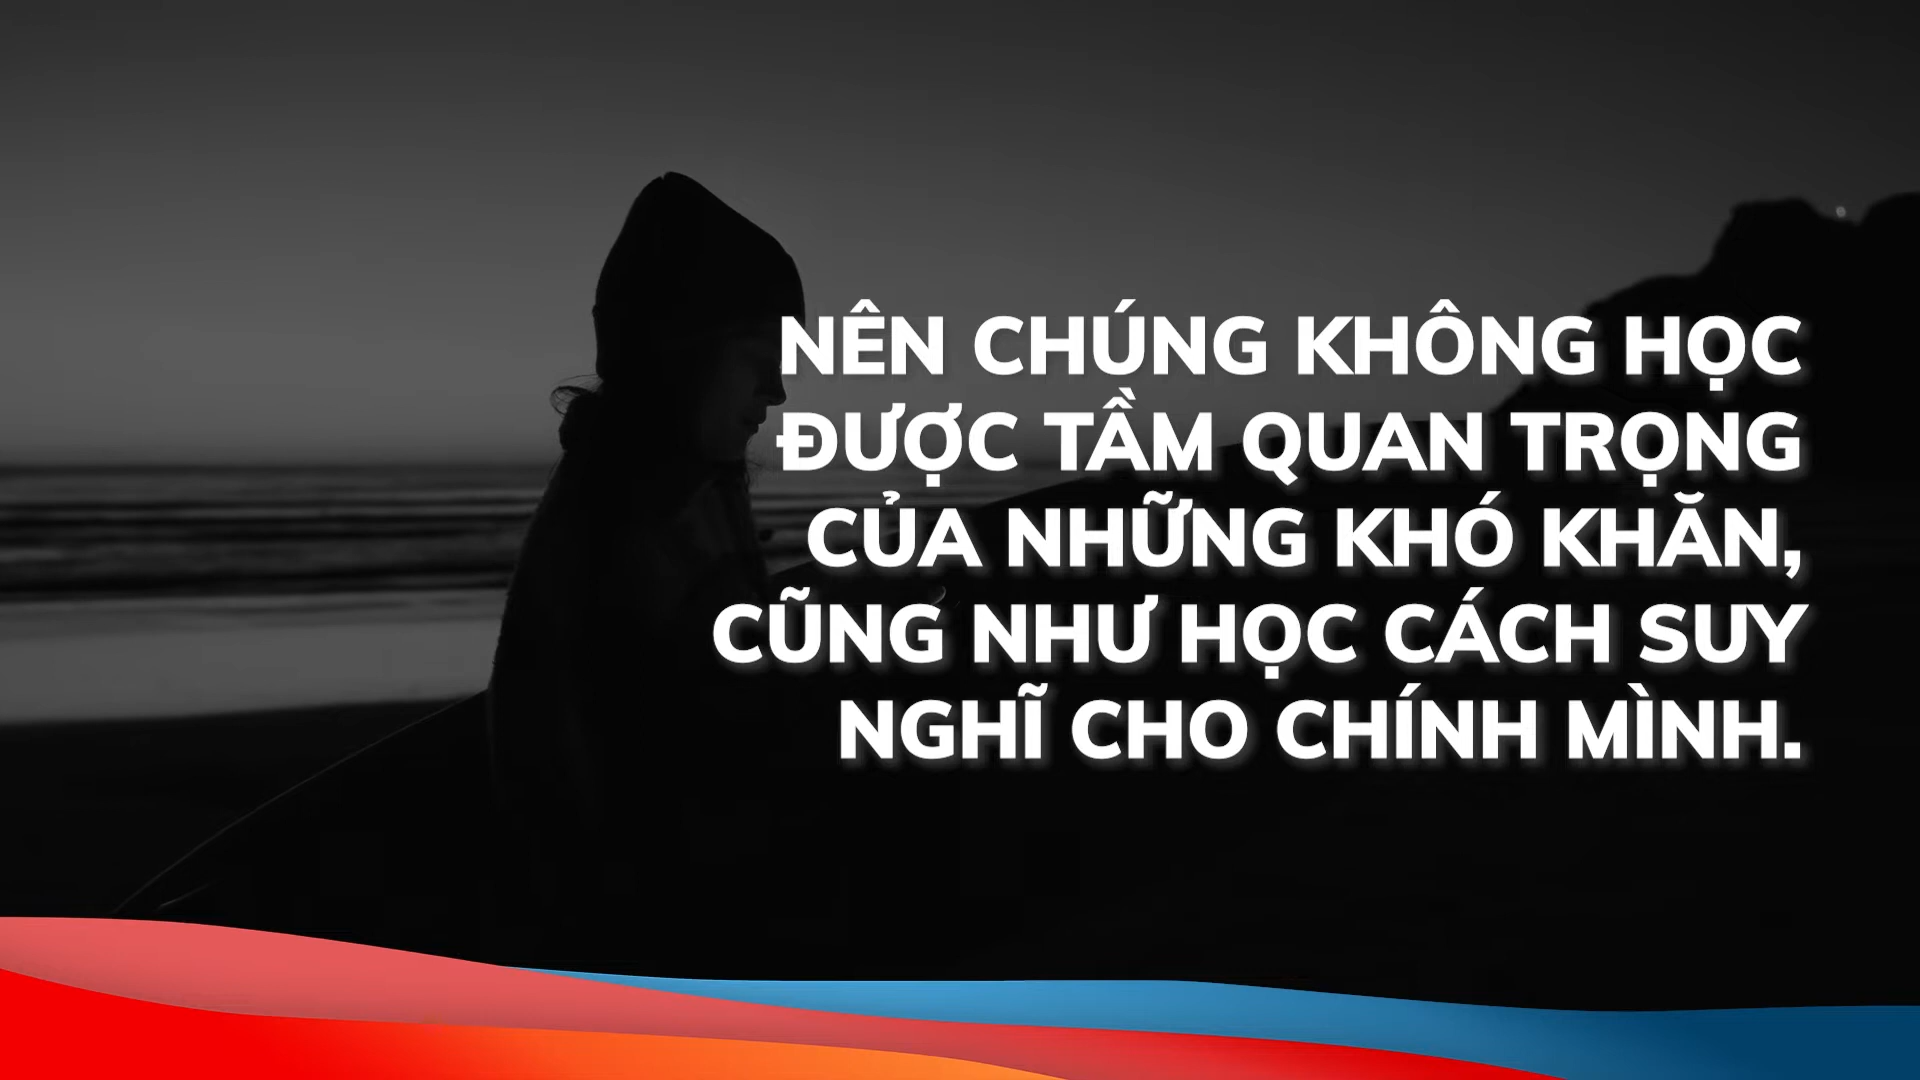 NÊN CHÚNG KHÔNG HỌC
ĐƯỢC TẦM QUAN TRỌNG
CỦA NHỮNG KHÓ KHĂN,
CŨNG NHƯ HỌC CÁCH SUY
NGHĨ CHO CHÍNH MÌNH.